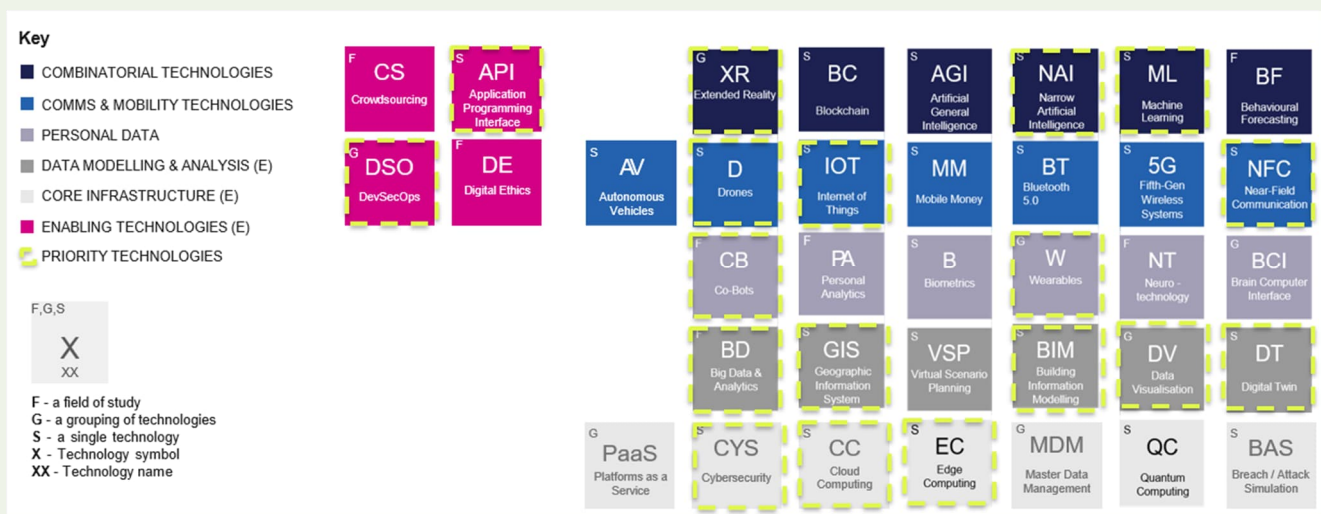 Key
COMBINATORIAL TECHNOLOGIES
COMMS & MOBILITY TECHNOLOGIES
PERSONAL DATA
DATA MODELLING & ANALYSIS (E)
CORE INFRASTRUCTURE (E)
ENABLING TECHNOLOGIES (E)
PRIORITY TECHNOLOGIES
F,G,S
X
XX
F - a field of study
G - a grouping of technologies
S - a single technology
X - Technology symbol
XX - Technology name
F
CS
Crowdsourcing
S
API
Application
Programming
Interface
G
DSO
DevSecOps
F
DE
Digital Ethics
G
XR
Extended Reality
S
BC
Blockchain
S
AGI
Artificial
General
Intelligence
S
NAI
Narrow
Artificial
Intelligence
S
ML
Machine
Learning
F
BF
Behavioural
Forecasting
S
AV
Autonomous
Vehicles
S
D
Drones
S
IOT
Internet of
Things
S
MM
Mobile Money
S
BT
Bluetooth
5.0
S
5G
Fifth-Gen
Wireless
Systems
S
NFC
Near-Field
Communication
F
CB
Co-Bots
F
PA
Personal
Analytics
S
B
Biometrics
G
W
Wearables
F
NT
Neuro -
technology
G
BCI
Brain Computer
Interface
F
BD
Big Data &
Analytics
S
GIS
Geographic
Information
System
S
VSP
Virtual Scenario
Planning
S
BIM
Building
Information
Modelling
G
DV
Data
Visualisation
S
DT
Digital Twin
G
PaaS
Platforms as a
Service
S
CYS
Cybersecurity
S
CC
Cloud
Computing
S
EC
Edge
Computing
G
MDM
Master Data
Management
S
QC
Quantum
Computing
S
BAS
Breach / Attack
Simulation